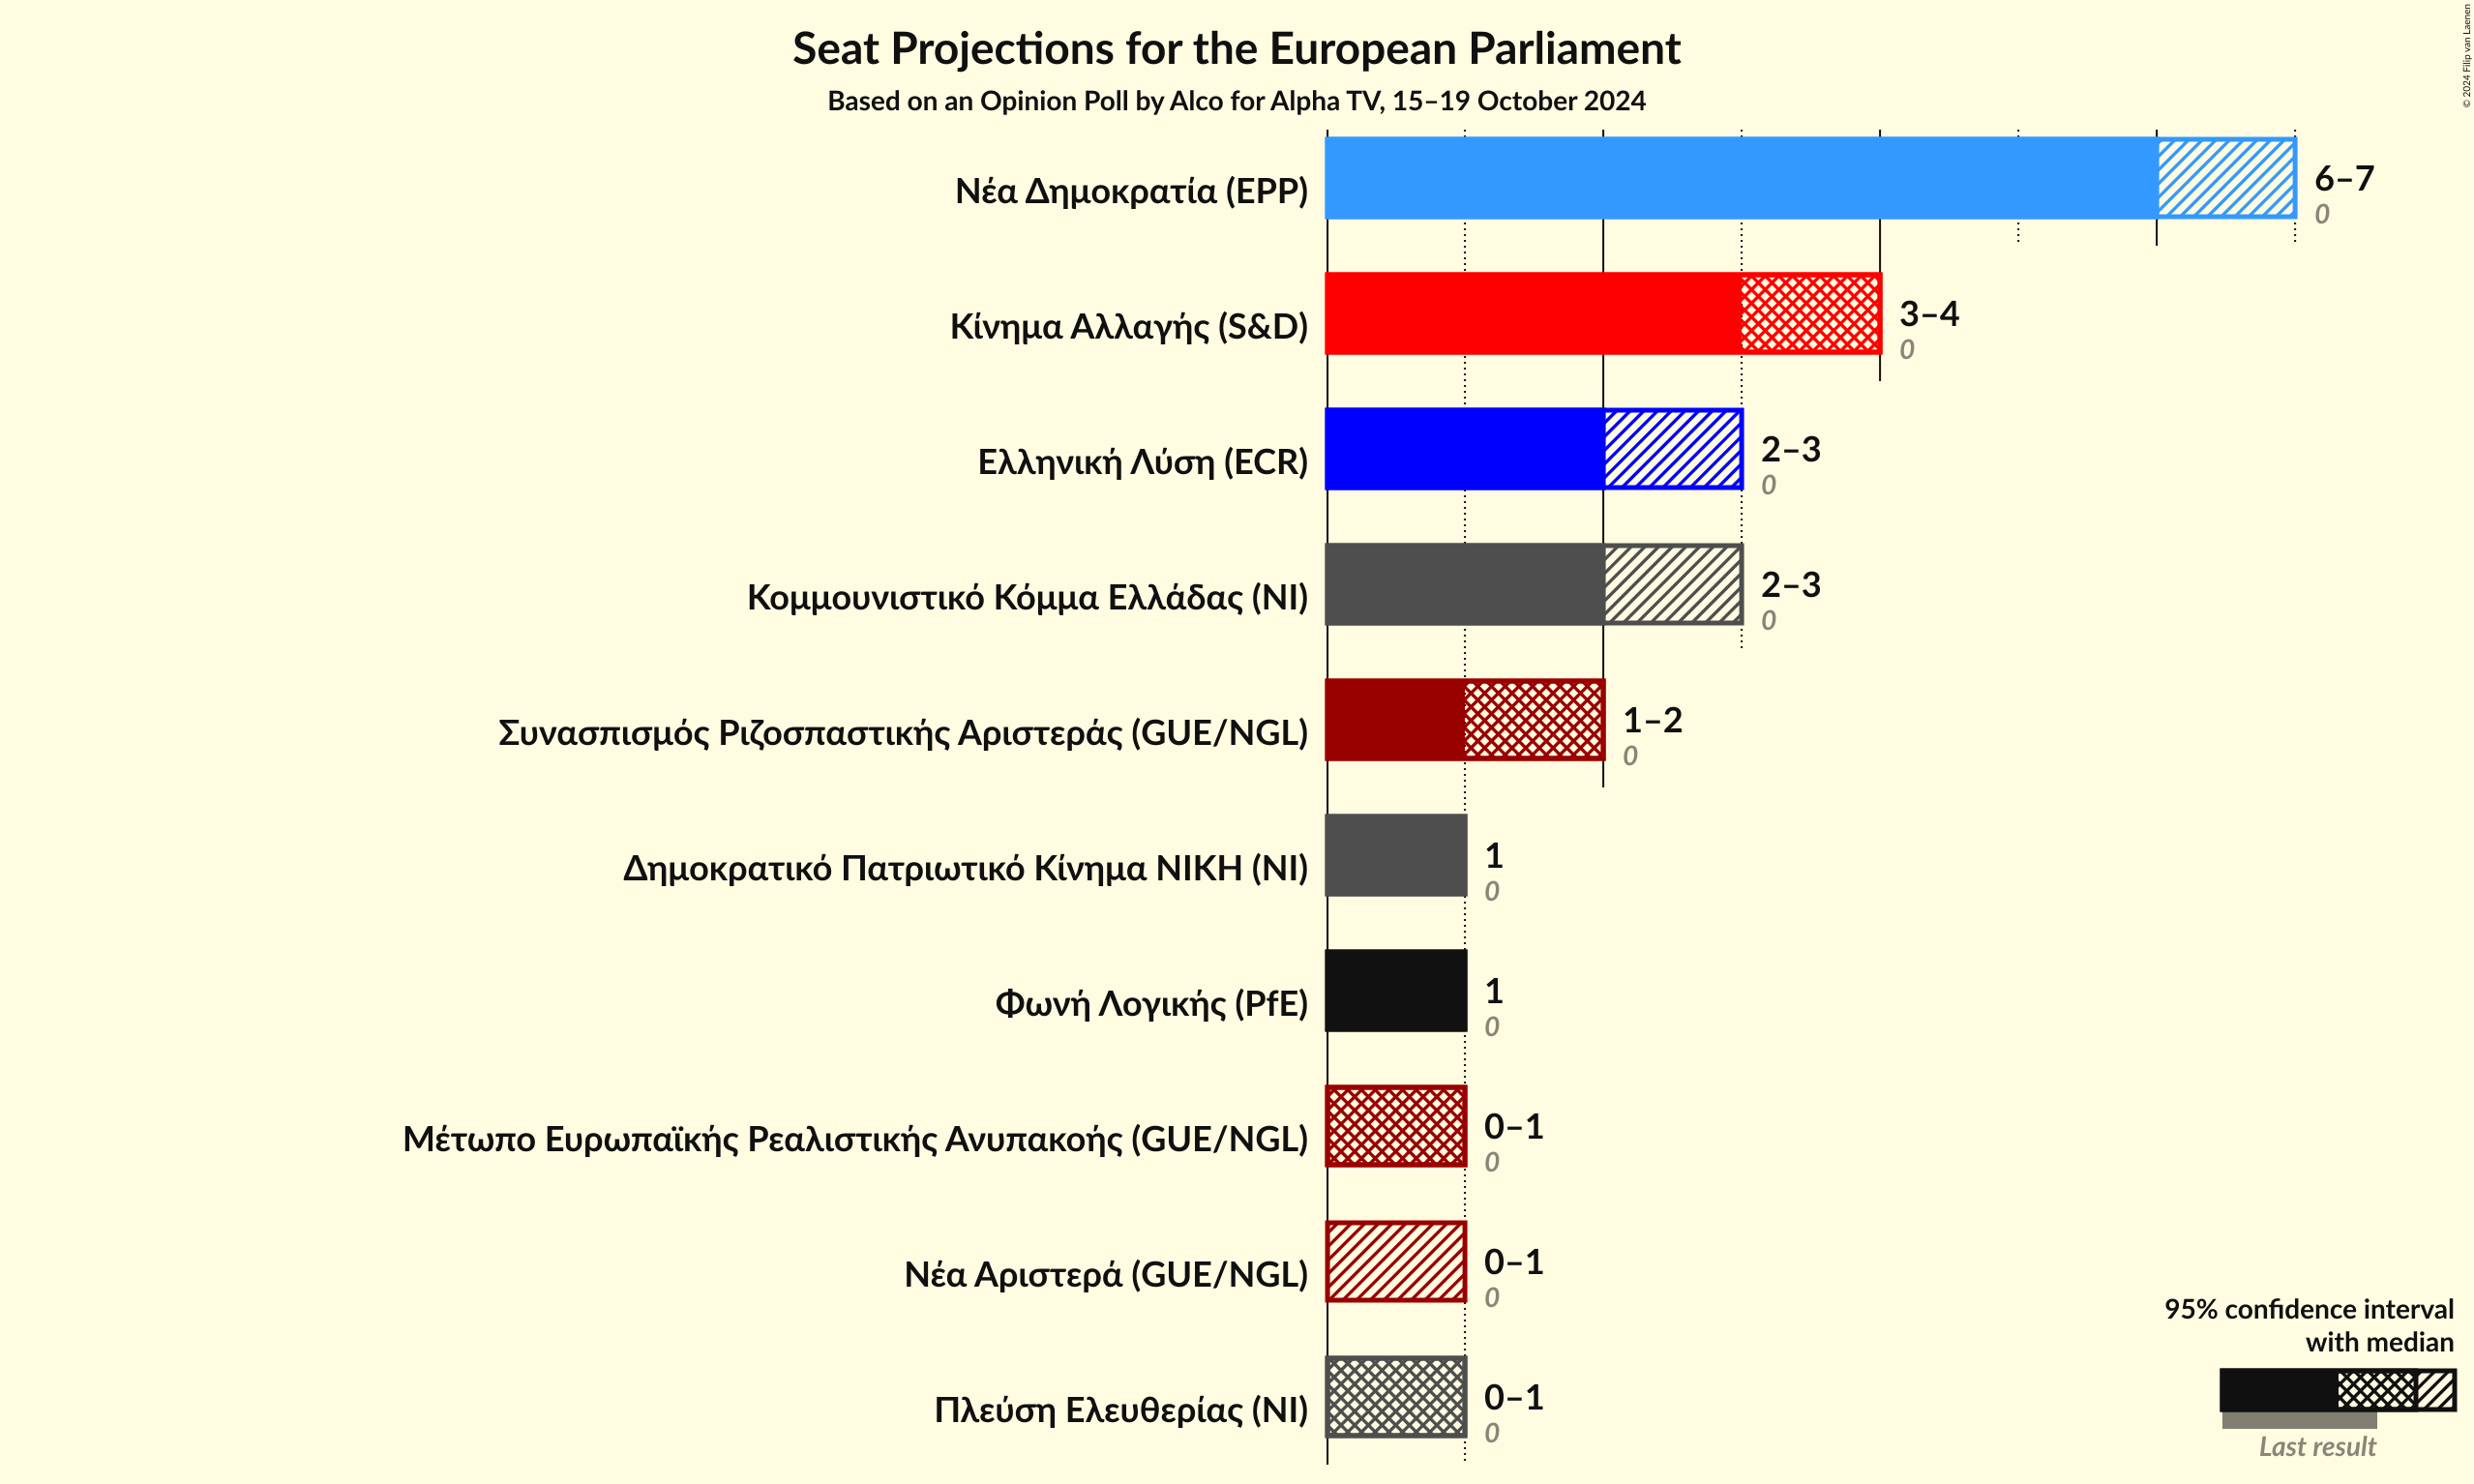 Seat Projections for the European Parliament
Based on an Opinion Poll by Alco for Alpha TV, 15–19 October 2024
© 2024 Filip van Laenen
Νέα Δημοκρατία (EPP)
6–7
0
Κίνημα Αλλαγής (S&D)
3–4
0
Ελληνική Λύση (ECR)
2–3
0
Κομμουνιστικό Κόμμα Ελλάδας (NI)
2–3
0
Συνασπισμός Ριζοσπαστικής Αριστεράς (GUE/NGL)
1–2
0
Δημοκρατικό Πατριωτικό Κίνημα ΝΙΚΗ (NI)
1
0
Φωνή Λογικής (PfE)
1
0
Μέτωπο Ευρωπαϊκής Ρεαλιστικής Ανυπακοής (GUE/NGL)
0–1
0
Νέα Αριστερά (GUE/NGL)
0–1
0
Πλεύση Ελευθερίας (NI)
0–1
0
95% confidence interval
with median
Last result